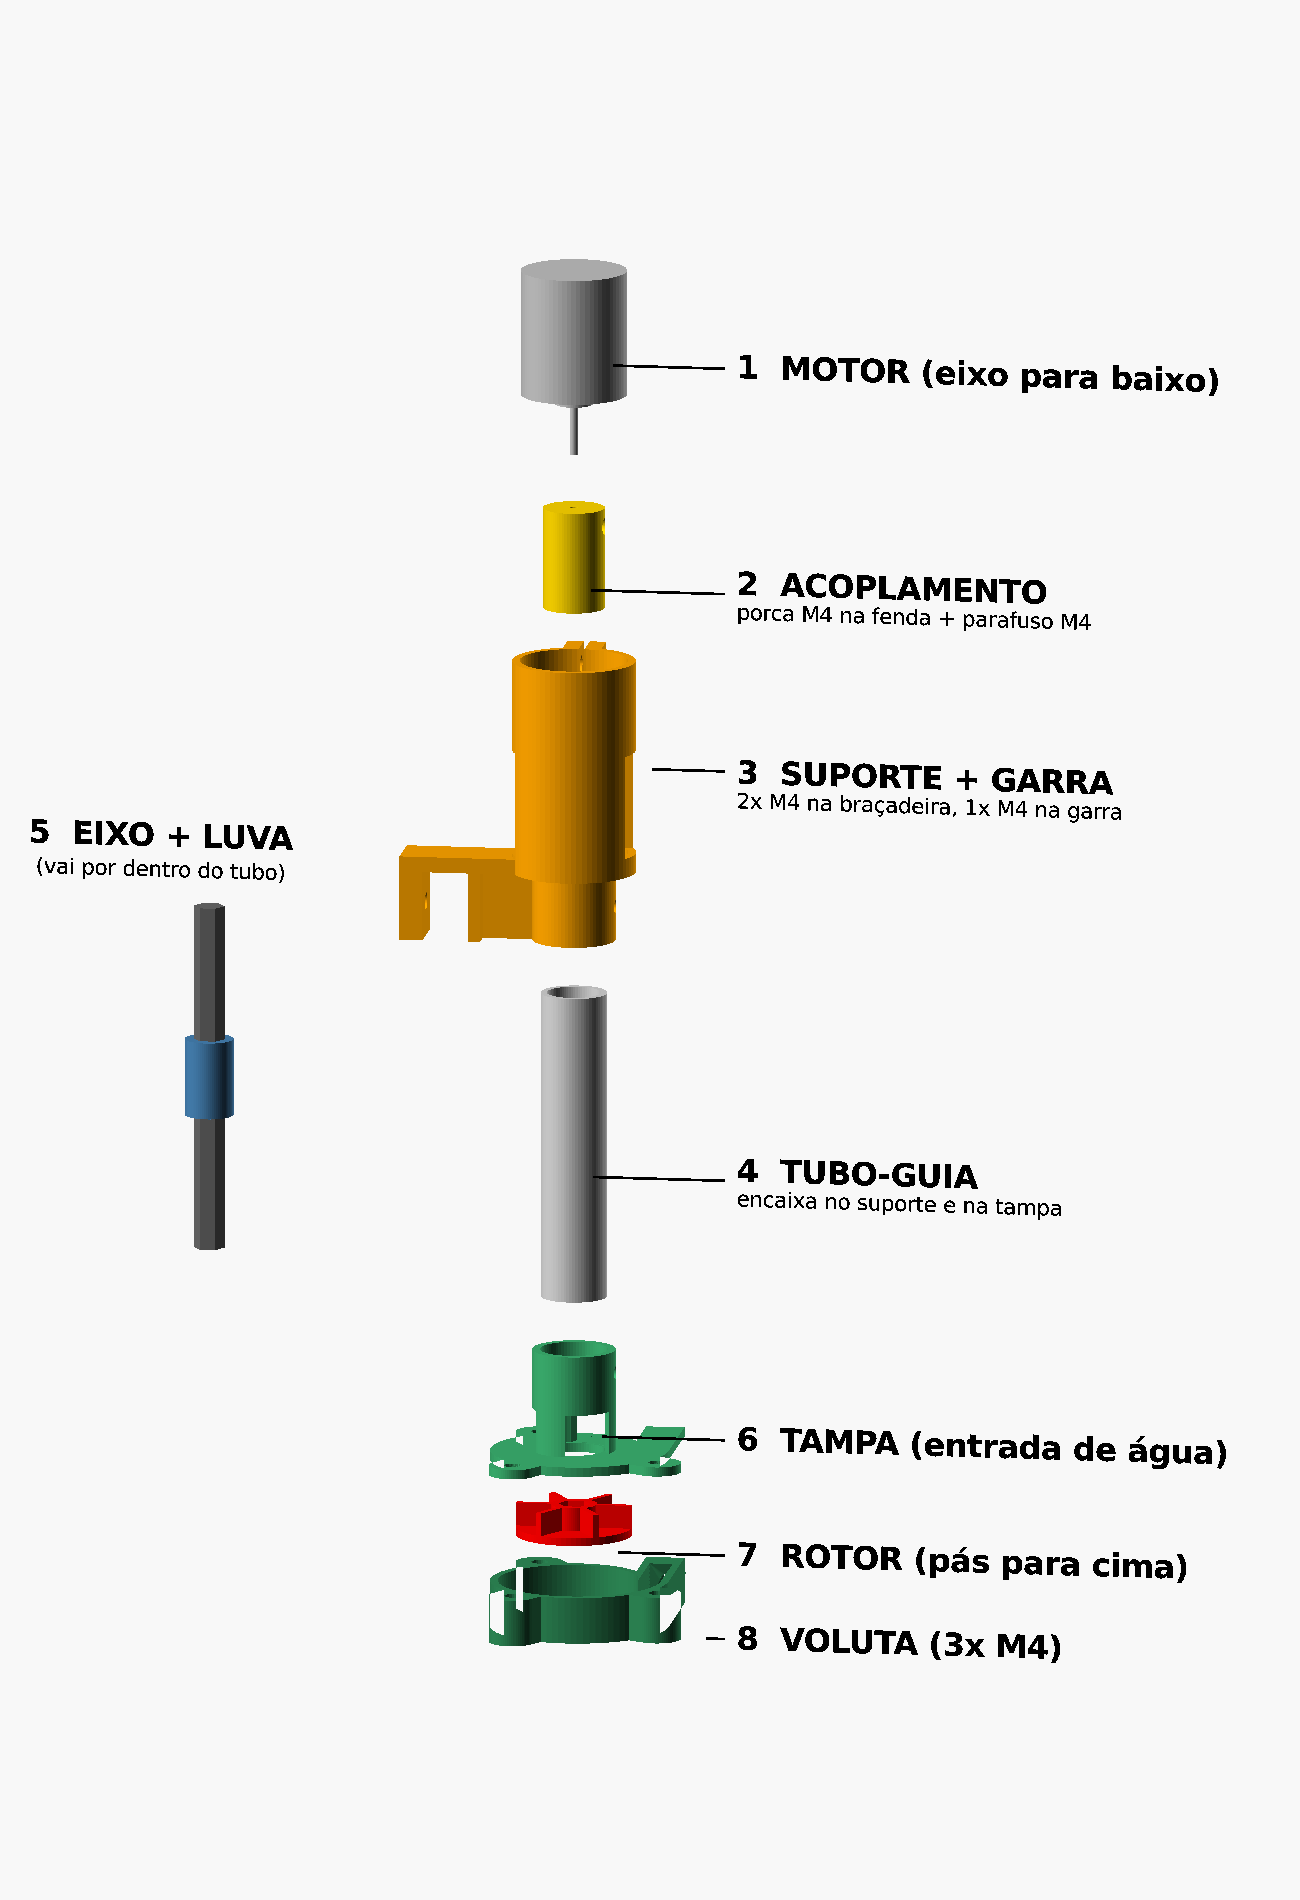 1 MOTOR (eixo para baixo)
2 ACOPLAMENTO
porca M4 na fenda + parafuso M4
3 SUPORTE + GARRA
2x M4 na braçadeira, 1x M4 na garra
5 EIXO + LUVA
(vai por dentro do tubo)
4 TUBO-GUIA
encaixa no suporte e na tampa
6 TAMPA (entrada de água)
7 ROTOR (pás para cima)
8 VOLUTA (3x M4)